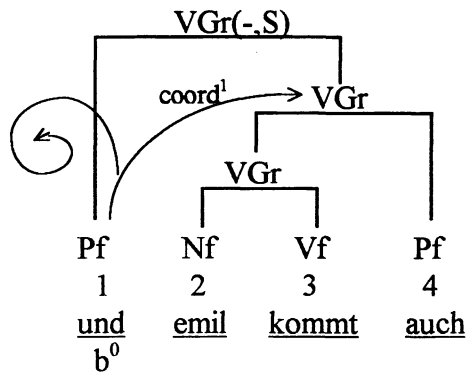 VGr(-,S)
coord¹ VGr
VGr
Pf Nf Vf Pf
1 2 3 4
und emil kommt auch
b⁰